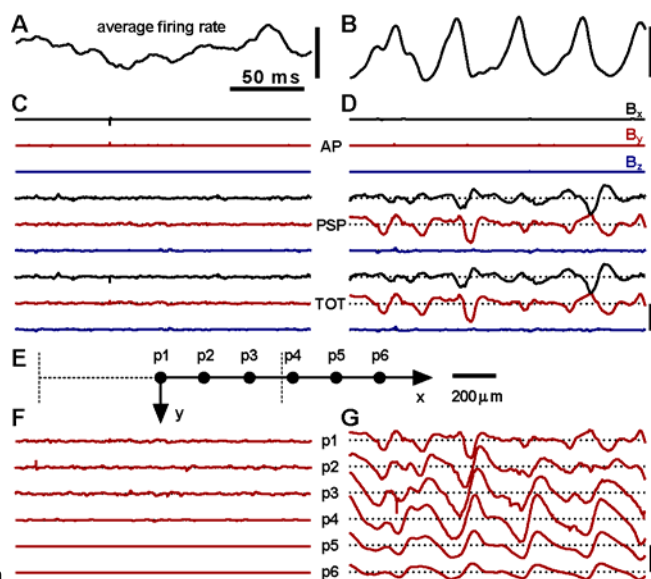 A
average firing rate
50 ms
B
C
AP
PSP
TOT
D
Bx
By
Bz
E
p1 p2 p3 p4 p5 p6
x
y
200μm
F
G
p1
p2
p3
p4
p5
p6